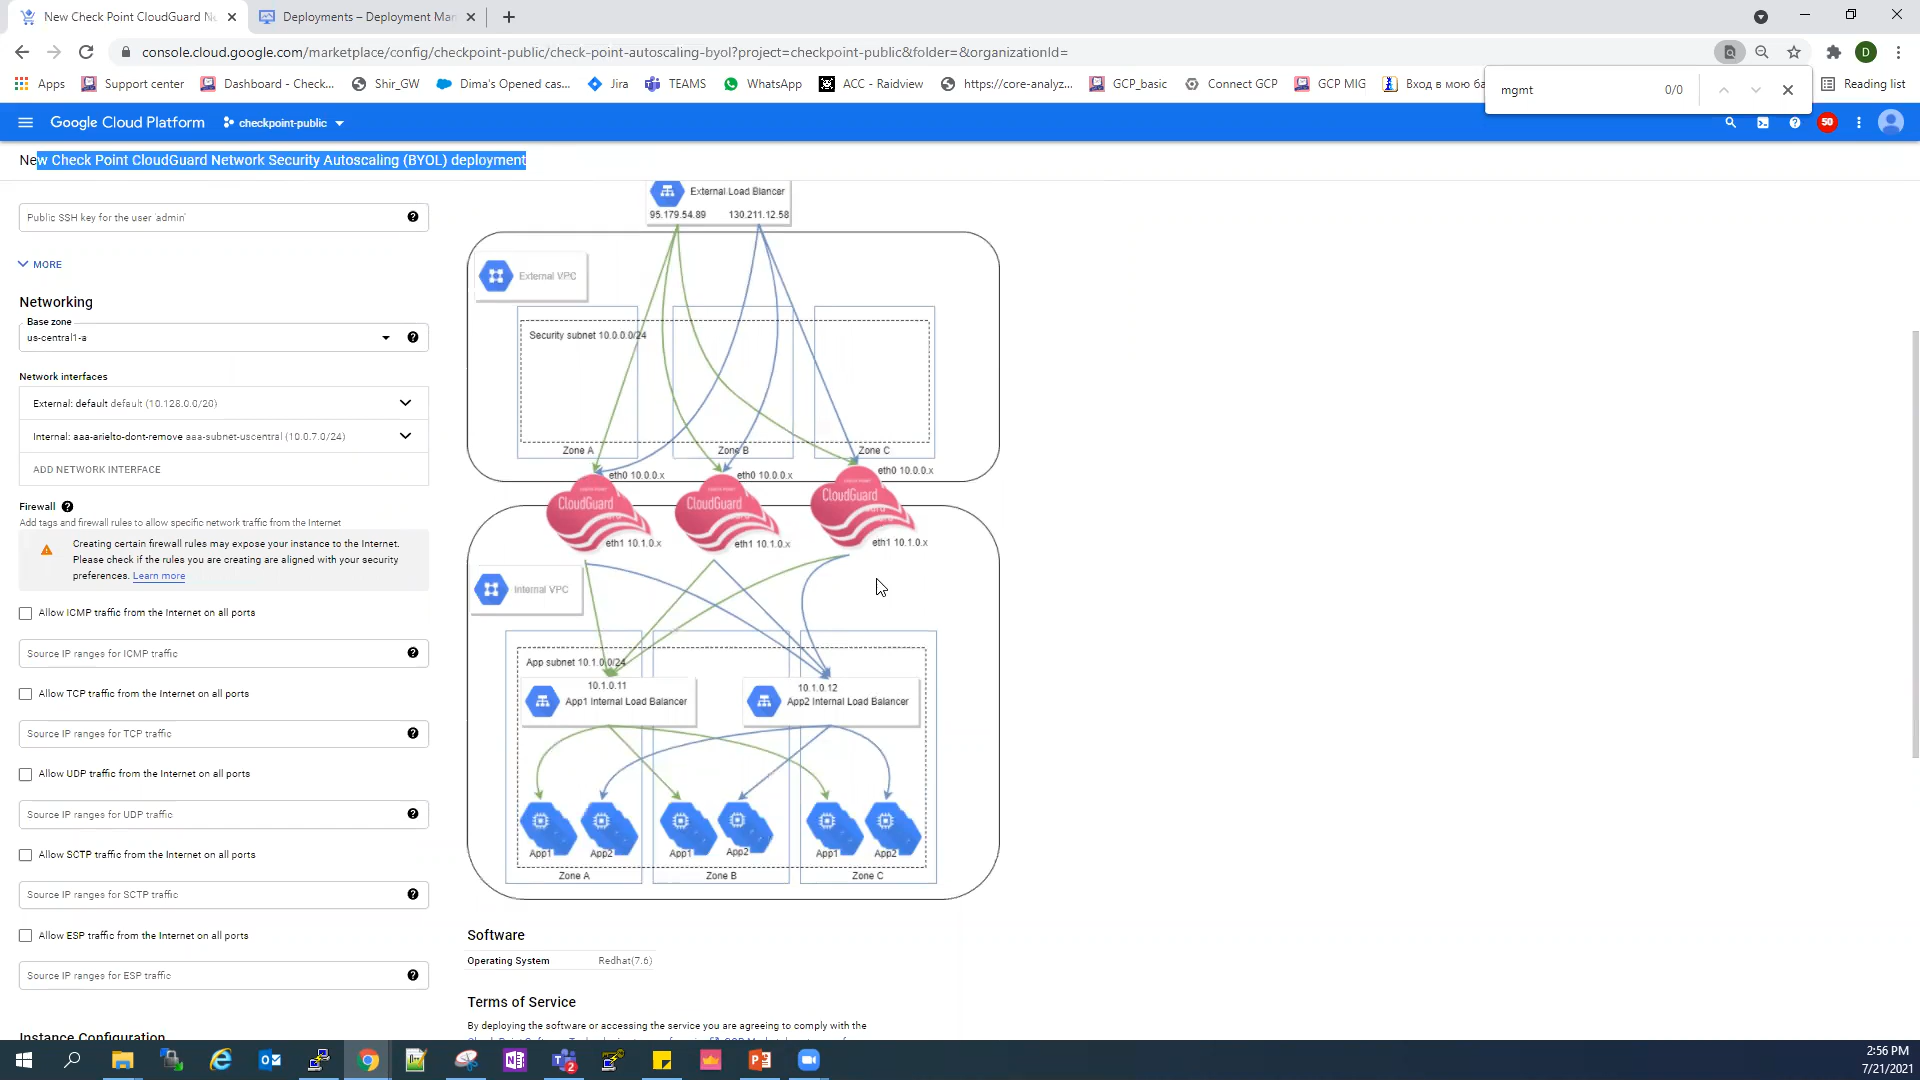 New Check Point CloudGuard Ne
Deployments – Deployment Man
console.cloud.google.com/marketplace/config/checkpoint-public/check-point-autoscaling-byol?project=checkpoint-public&folder=&organizationId=
Apps
Support center
Dashboard - Check...
Shir_GW
Dima's Opened cas...
Jira
TEAMS
WhatsApp
ACC - Raidview
https://core-analyz...
GCP_basic
Connect GCP
GCP MIG
Вход в мою ба
Reading list
mgmt
0/0
D
Google Cloud Platform
checkpoint-public
50
New Check Point CloudGuard Network Security Autoscaling (BYOL) deployment
Public SSH key for the user 'admin'
MORE
Networking
Base zone
us-central1-a
Network interfaces
External: default default (10.128.0.0/20)
Internal: aaa-arielto-dont-remove aaa-subnet-uscentral (10.0.7.0/24)
ADD NETWORK INTERFACE
Firewall
Add tags and firewall rules to allow specific network traffic from the Internet
Creating certain firewall rules may expose your instance to the Internet.
Please check if the rules you are creating are aligned with your security
preferences. Learn more
Allow ICMP traffic from the Internet on all ports
Source IP ranges for ICMP traffic
Allow TCP traffic from the Internet on all ports
Source IP ranges for TCP traffic
Allow UDP traffic from the Internet on all ports
Source IP ranges for UDP traffic
Allow SCTP traffic from the Internet on all ports
Source IP ranges for SCTP traffic
Allow ESP traffic from the Internet on all ports
Source IP ranges for ESP traffic
Instance Configuration
External Load Blancer
95.179.54.89 130.211.12.58
External VPC
Security subnet 10.0.0.0/24
Zone A
Zone B
Zone C
eth0 10.0.0.x
eth0 10.0.0.x
eth0 10.0.0.x
CloudGuard
CloudGuard
CloudGuard
eth1 10.1.0.x
eth1 10.1.0.x
eth1 10.1.0.x
Internal VPC
App subnet 10.1.0.0/24
10.1.0.11
App1 Internal Load Balancer
10.1.0.12
App2 Internal Load Balancer
App1
App2
App1
App2
App1
App2
Zone A
Zone B
Zone C
Software
Operating System Redhat(7.6)
Terms of Service
By deploying the software or accessing the service you are agreeing to comply with the
2:56 PM
7/21/2021